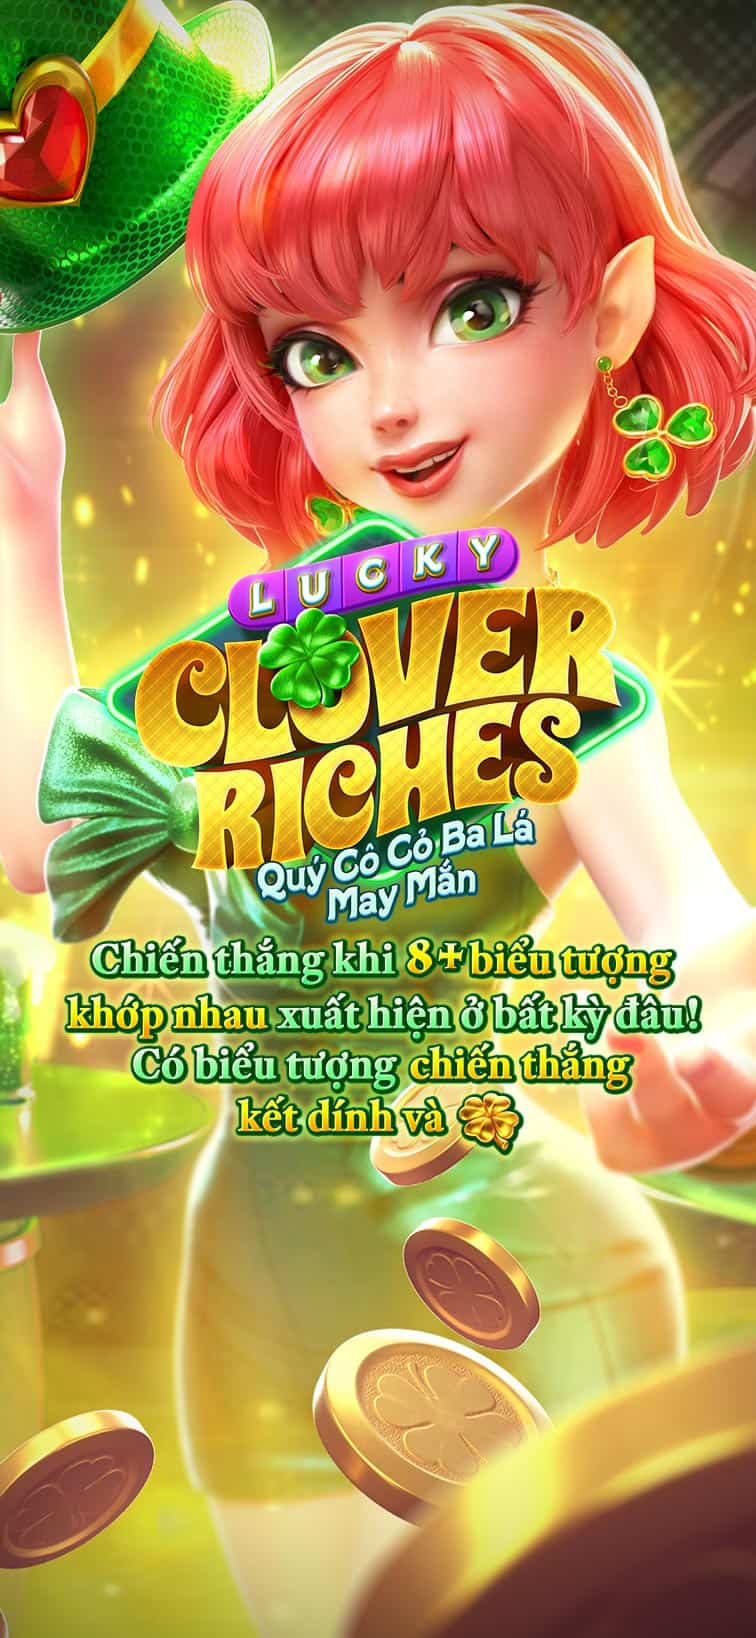 LUCKY
CLOVER
RICHES
Quý Cô Cỏ Ba Lá
May Mắn
Chiến thắng khi 8+ biểu tượng
khớp nhau xuất hiện ở bất kỳ đâu!
Có biểu tượng chiến thắng
kết dính và